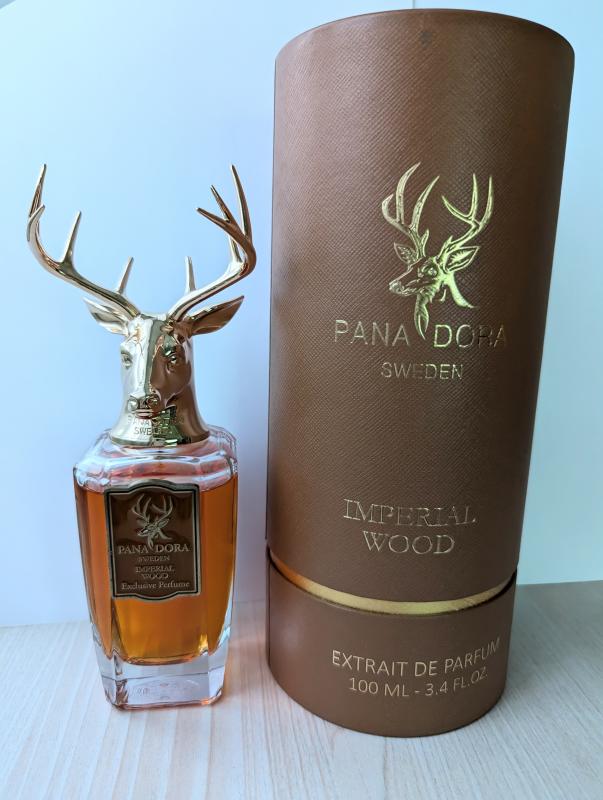 PANA DORA
SWEDEN
IMPERIAL
WOOD
EXTRAIT DE PARFUM
100 ML - 3.4 FL.OZ.
SWEDEN
PANA DORA
SWEDEN
IMPERIAL
WOOD
Exclusive Perfume